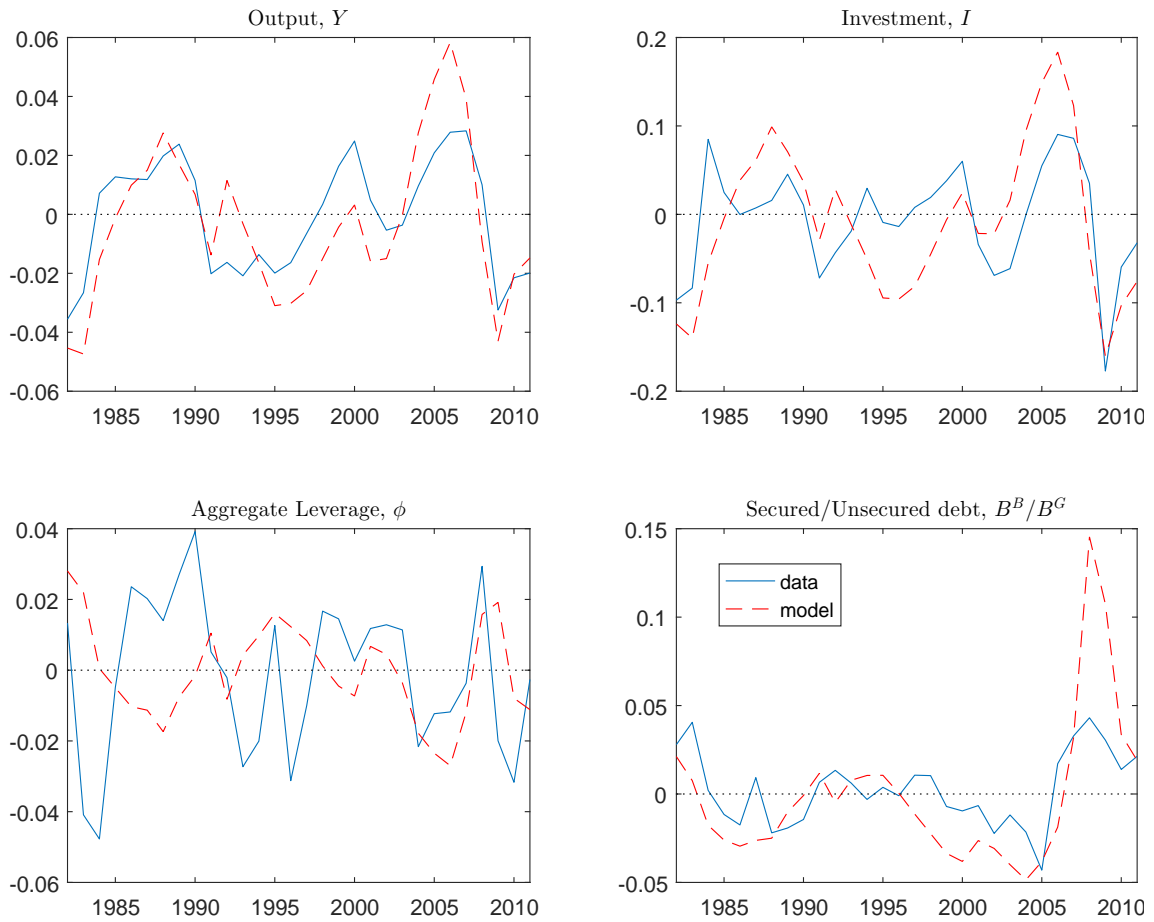 Output, Y
0.06
0.04
0.02
0
-0.02
-0.04
-0.06
1985 1990 1995 2000 2005 2010
Investment, I
0.2
0.1
0
-0.1
-0.2
1985 1990 1995 2000 2005 2010
Aggregate Leverage, ϕ
0.04
0.02
0
-0.02
-0.04
-0.06
1985 1990 1995 2000 2005 2010
Secured/Unsecured debt, B^B/B^G
0.15
0.1
0.05
0
-0.05
data
model
1985 1990 1995 2000 2005 2010